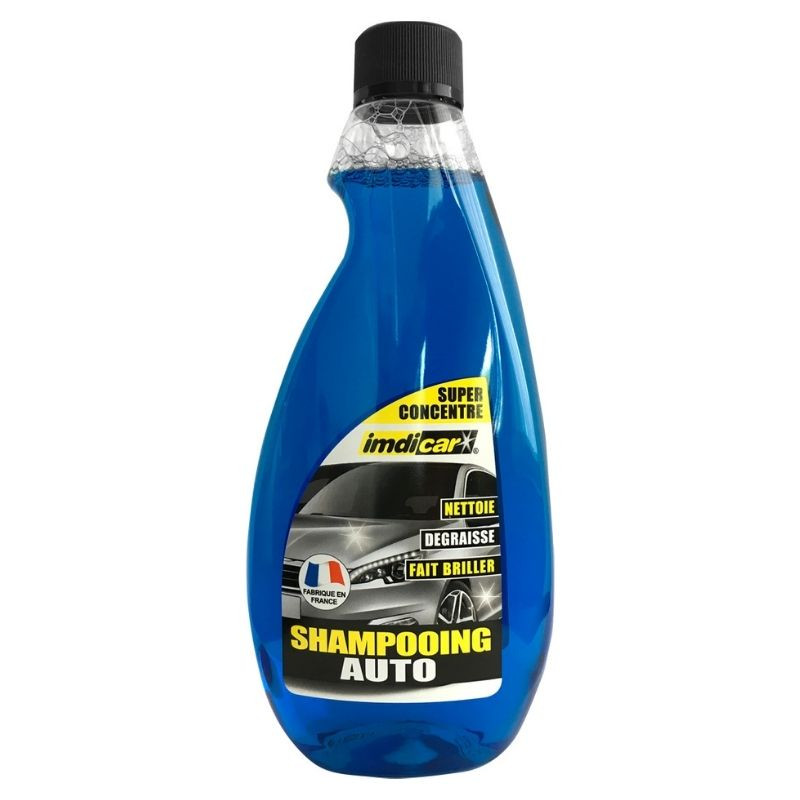 SUPER
CONCENTRE
imdicar®
NETTOIE
DEGRAISSE
FAIT BRILLER
FABRIQUE EN
FRANCE
SHAMPOOING
AUTO